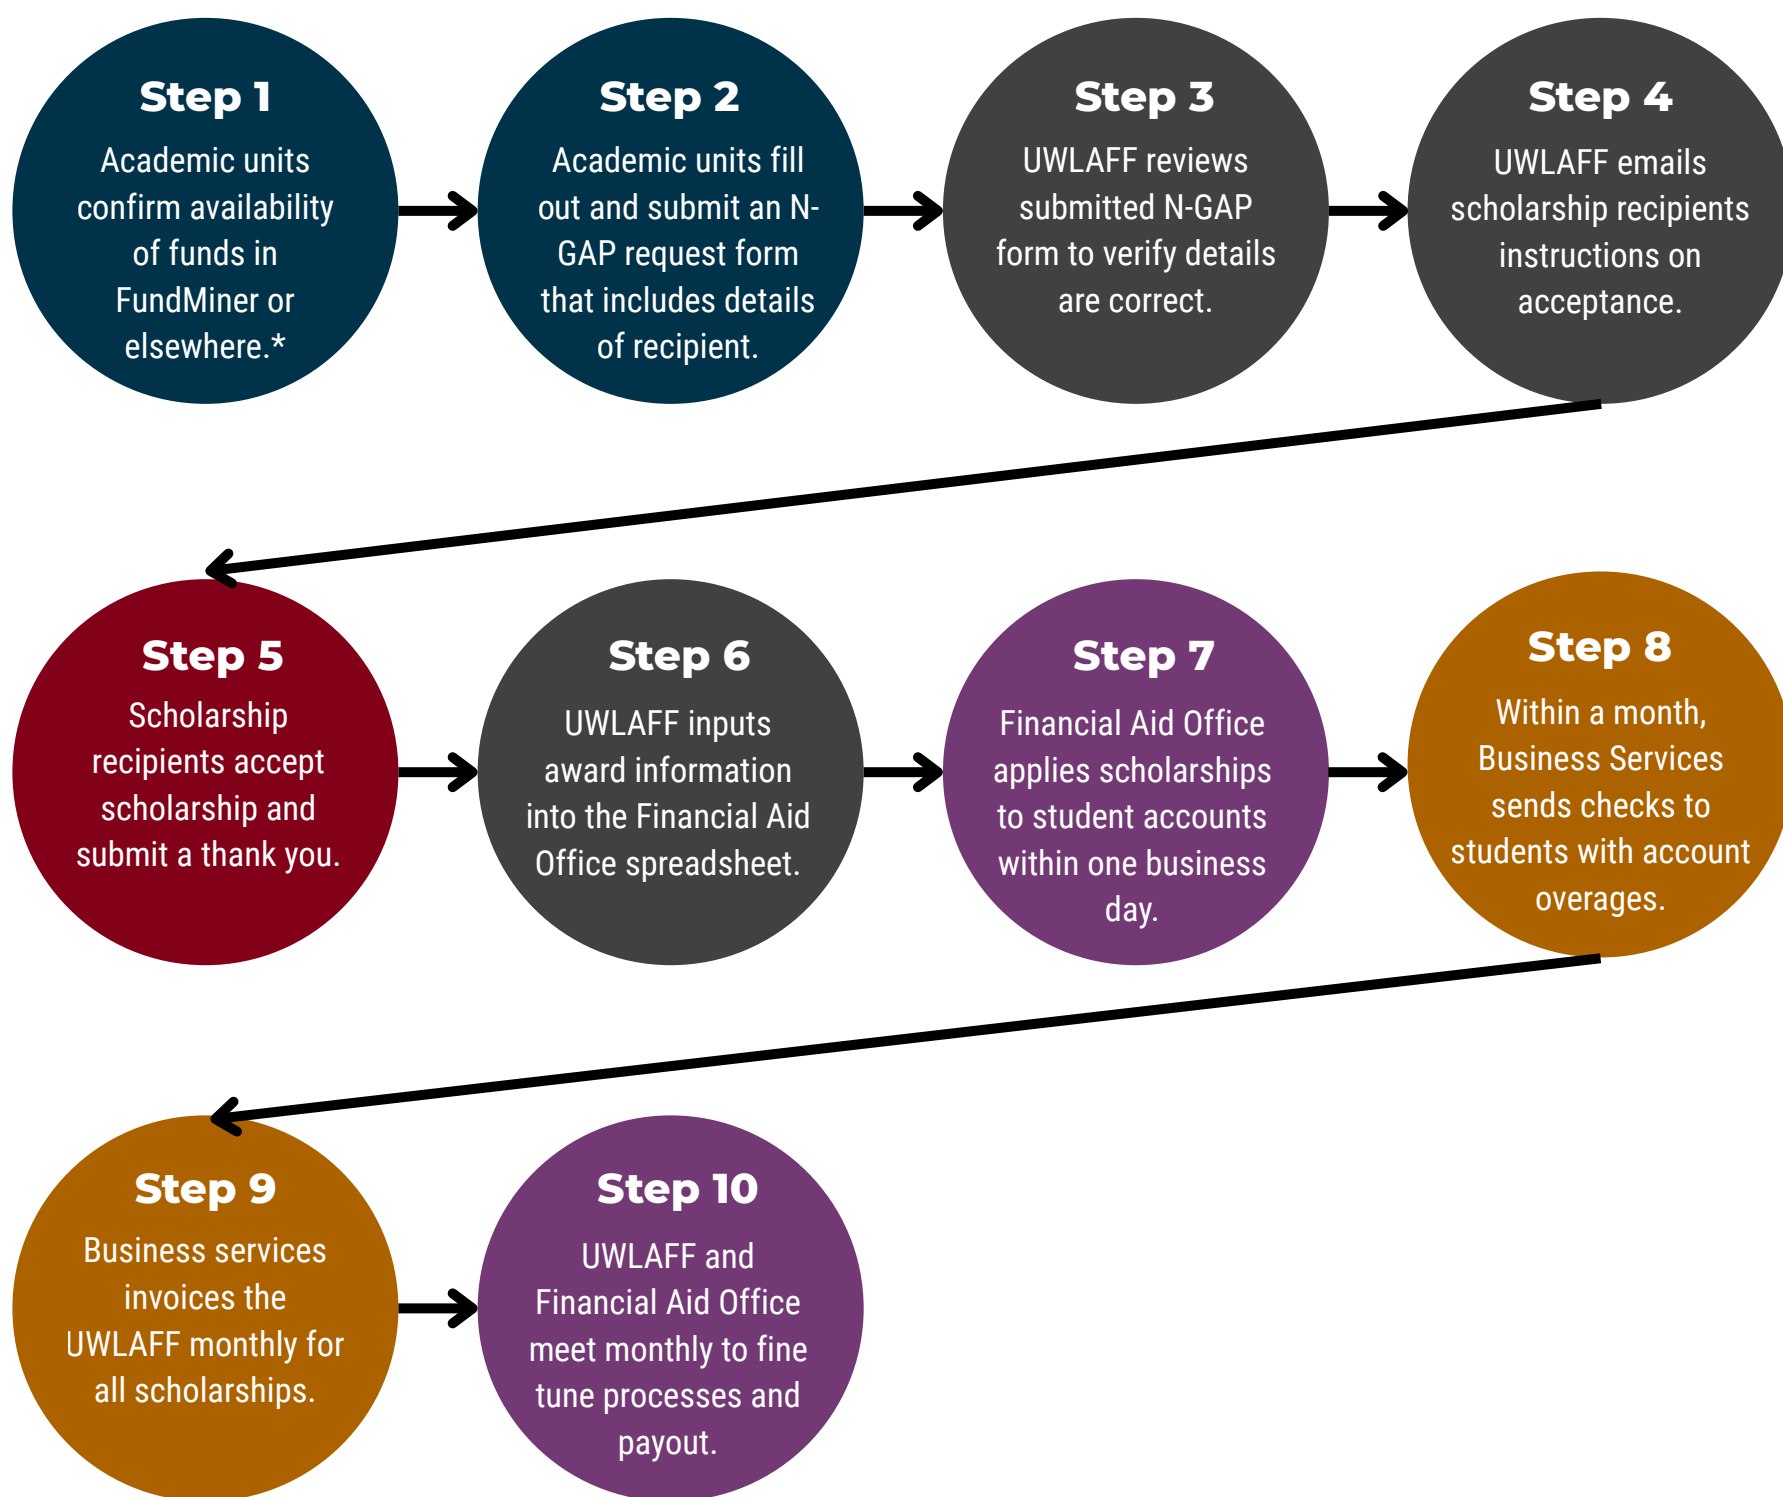 Step 1
Academic units
confirm availability
of funds in
FundMiner or
elsewhere.*
Step 2
Academic units fill
out and submit an N-
GAP request form
that includes details
of recipient.
Step 3
UWLAFF reviews
submitted N-GAP
form to verify details
are correct.
Step 4
UWLAFF emails
scholarship recipients
instructions on
acceptance.
Step 5
Scholarship
recipients accept
scholarship and
submit a thank you.
Step 6
UWLAFF inputs
award information
into the Financial Aid
Office spreadsheet.
Step 7
Financial Aid Office
applies scholarships
to student accounts
within one business
day.
Step 8
Within a month,
Business Services
sends checks to
students with account
overages.
Step 9
Business services
invoices the
UWLAFF monthly for
all scholarships.
Step 10
UWLAFF and
Financial Aid Office
meet monthly to fine
tune processes and
payout.